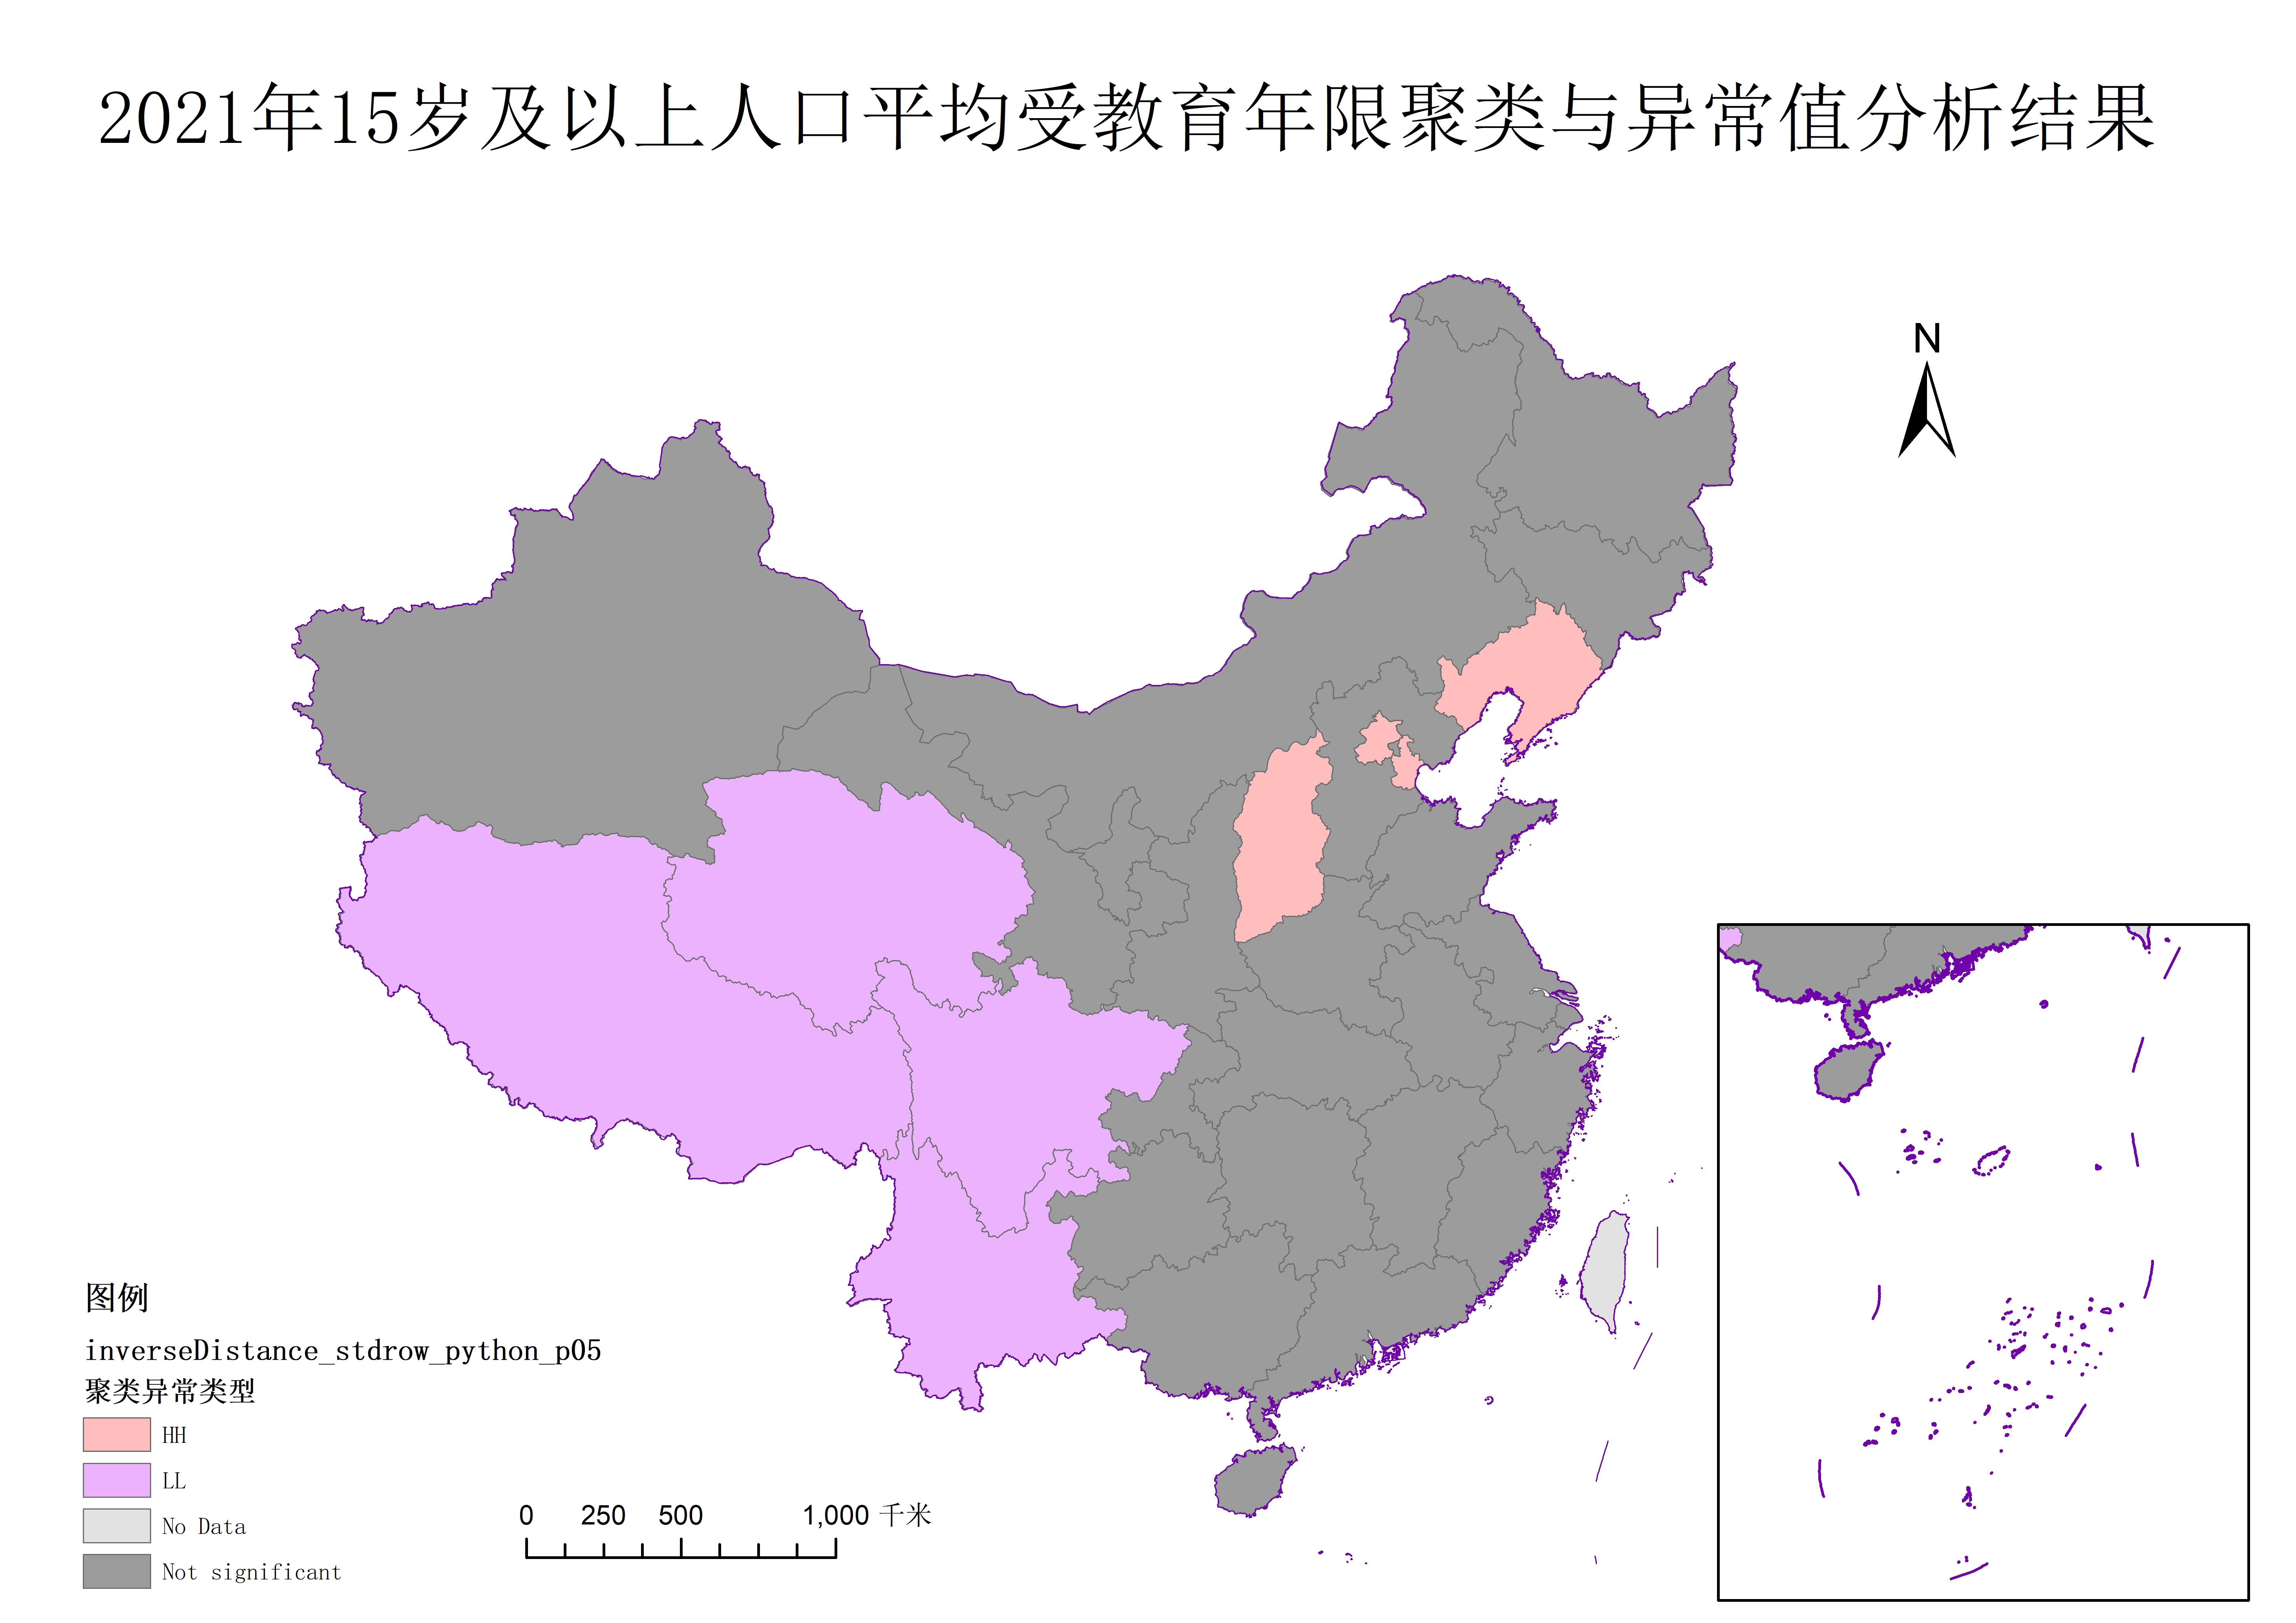 2021年15岁及以上人口平均受教育年限聚类与异常值分析结果
N
图例
inverseDistance_stdrow_python_p05
聚类异常类型
HH
LL
No Data
Not significant
0 250 500 1,000 千米